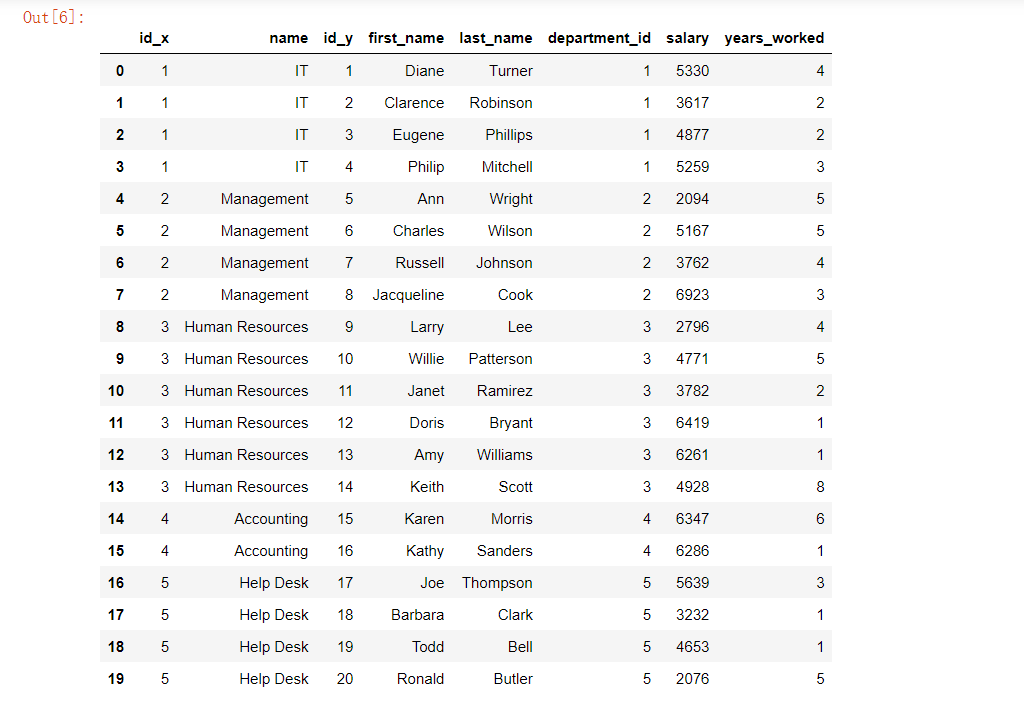 Out[6]:
id_x name id_y first_name last_name department_id salary years_worked
0 1 IT 1 Diane Turner 1 5330 4
1 1 IT 2 Clarence Robinson 1 3617 2
2 1 IT 3 Eugene Phillips 1 4877 2
3 1 IT 4 Philip Mitchell 1 5259 3
4 2 Management 5 Ann Wright 2 2094 5
5 2 Management 6 Charles Wilson 2 5167 5
6 2 Management 7 Russell Johnson 2 3762 4
7 2 Management 8 Jacqueline Cook 2 6923 3
8 3 Human Resources 9 Larry Lee 3 2796 4
9 3 Human Resources 10 Willie Patterson 3 4771 5
10 3 Human Resources 11 Janet Ramirez 3 3782 2
11 3 Human Resources 12 Doris Bryant 3 6419 1
12 3 Human Resources 13 Amy Williams 3 6261 1
13 3 Human Resources 14 Keith Scott 3 4928 8
14 4 Accounting 15 Karen Morris 4 6347 6
15 4 Accounting 16 Kathy Sanders 4 6286 1
16 5 Help Desk 17 Joe Thompson 5 5639 3
17 5 Help Desk 18 Barbara Clark 5 3232 1
18 5 Help Desk 19 Todd Bell 5 4653 1
19 5 Help Desk 20 Ronald Butler 5 2076 5